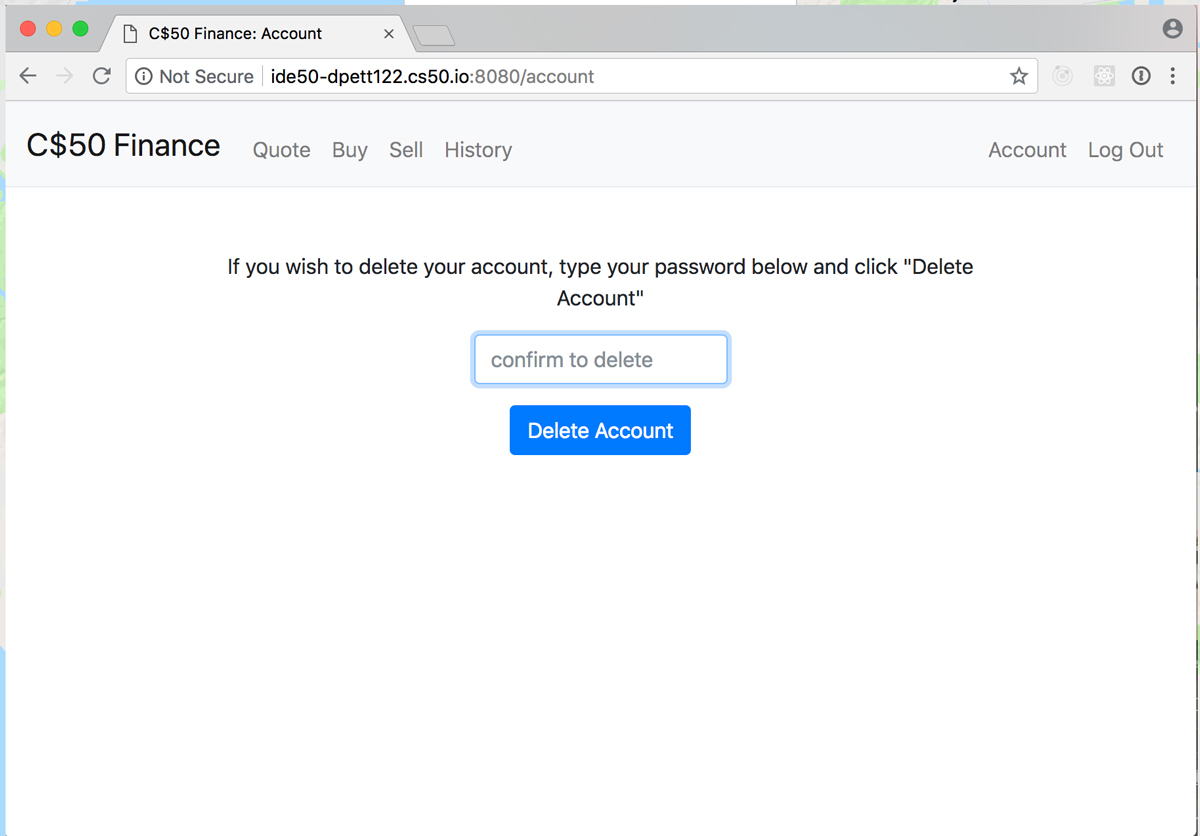 C$50 Finance: Account
Not Secure ide50-dpett122.cs50.io:8080/account
C$50 Finance Quote Buy Sell History Account Log Out
If you wish to delete your account, type your password below and click "Delete
Account"
confirm to delete
Delete Account